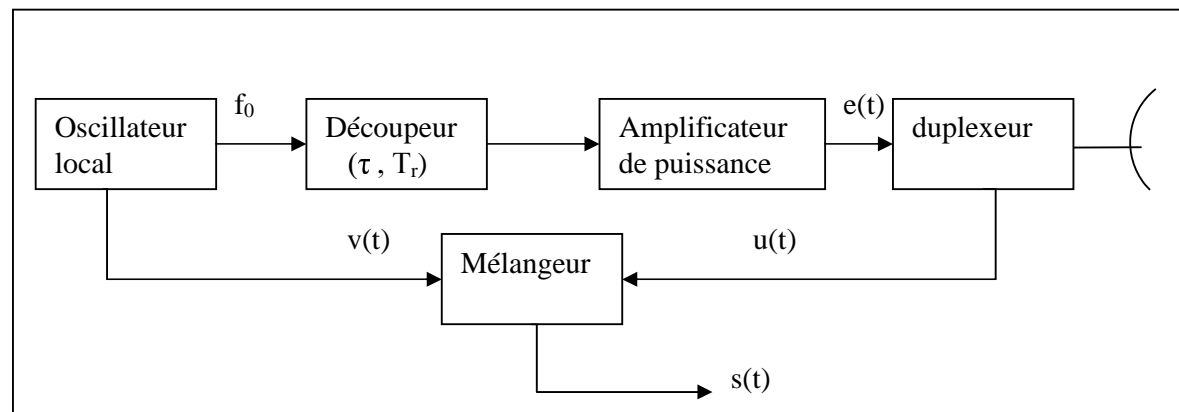 f₀
e(t)
Oscillateur
local
Découpeur
(τ , Tᵣ)
Amplificateur
de puissance
duplexeur
v(t)
u(t)
Mélangeur
s(t)